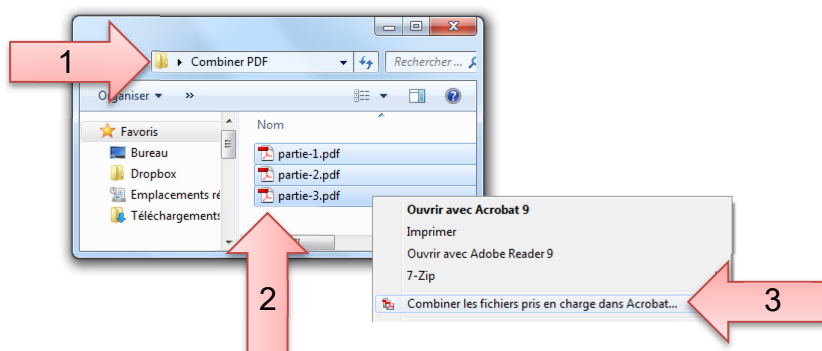 1
Combiner PDF
Rechercher ...
Organiser
»
Nom
Favoris
Bureau
Dropbox
Emplacements ré
Téléchargements
partie-1.pdf
partie-2.pdf
partie-3.pdf
2
Ouvrir avec Acrobat 9
Imprimer
Ouvrir avec Adobe Reader 9
7-Zip
Combiner les fichiers pris en charge dans Acrobat...
3